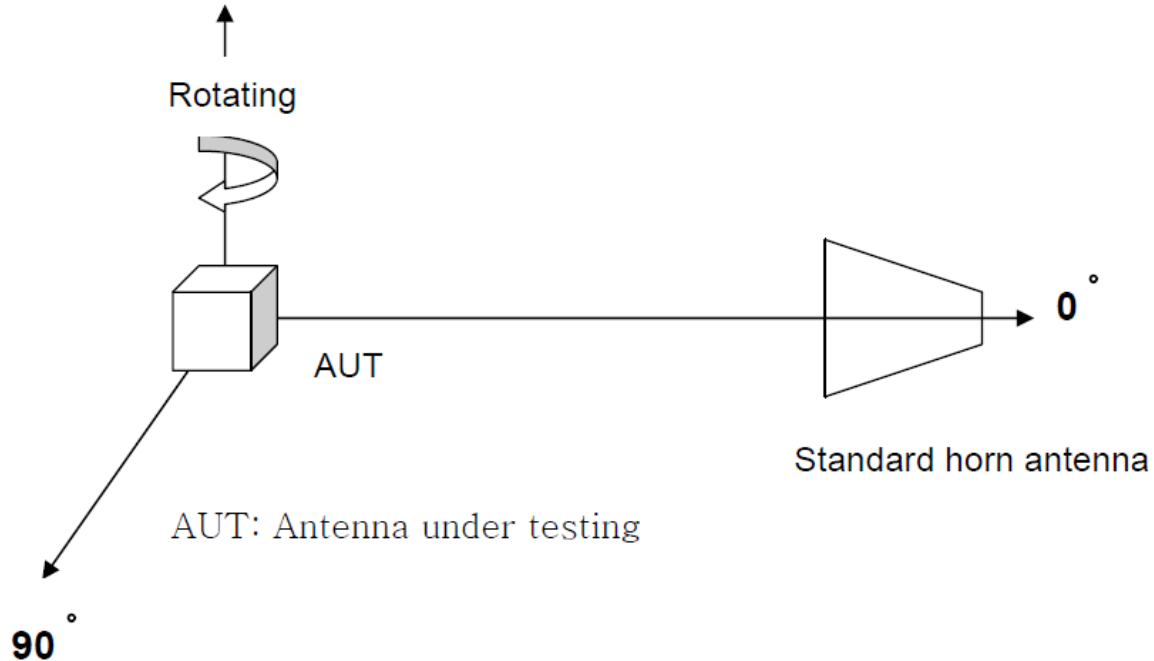 Rotating
0°
AUT
Standard horn antenna
AUT: Antenna under testing
90°